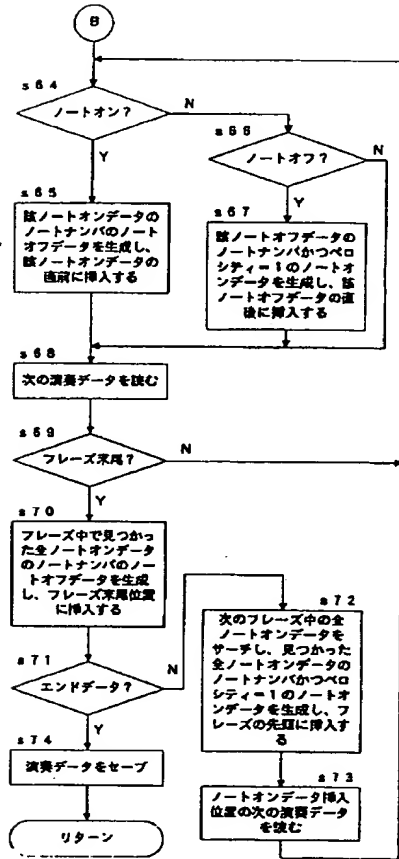 B
s64
ノートオン?
N
Y
s66
ノートオフ?
N
Y
s65
該ノートオンデータの
ノートナンバのノート
オフデータを生成し、
該ノートオンデータの
直前に挿入する
s67
該ノートオフデータの
ノートナンバかつベロ
シティ=1のノートオ
ンデータを生成し、該
ノートオフデータの直
後に挿入する
s68
次の演奏データを読む
s69
フレーズ末尾?
N
Y
s70
フレーズ中で見つかっ
た全ノートオンデータ
のノートナンバのノー
トオフデータを生成
し、フレーズ末尾位置
に挿入する
s71
エンドデータ?
N
Y
s72
次のフレーズ中の全
ノートオンデータを
サーチし、見つかった
全ノートオンデータの
ノートナンバかつベロ
シティ=1のノートオ
ンデータを生成し、フ
レーズの先頭に挿入す
る
s73
ノートオンデータ挿入
位置の次の演奏データ
を読む
s74
演奏データをセーブ
リターン